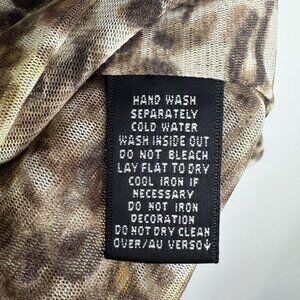 HAND WASH
SEPARATELY
COLD WATER
WASH INSIDE OUT
DO NOT BLEACH
LAY FLAT TO DRY
COOL IRON IF
NECESSARY
DO NOT IRON
DECORATION
DO NOT DRY CLEAN
OVER/AU VERSO↓